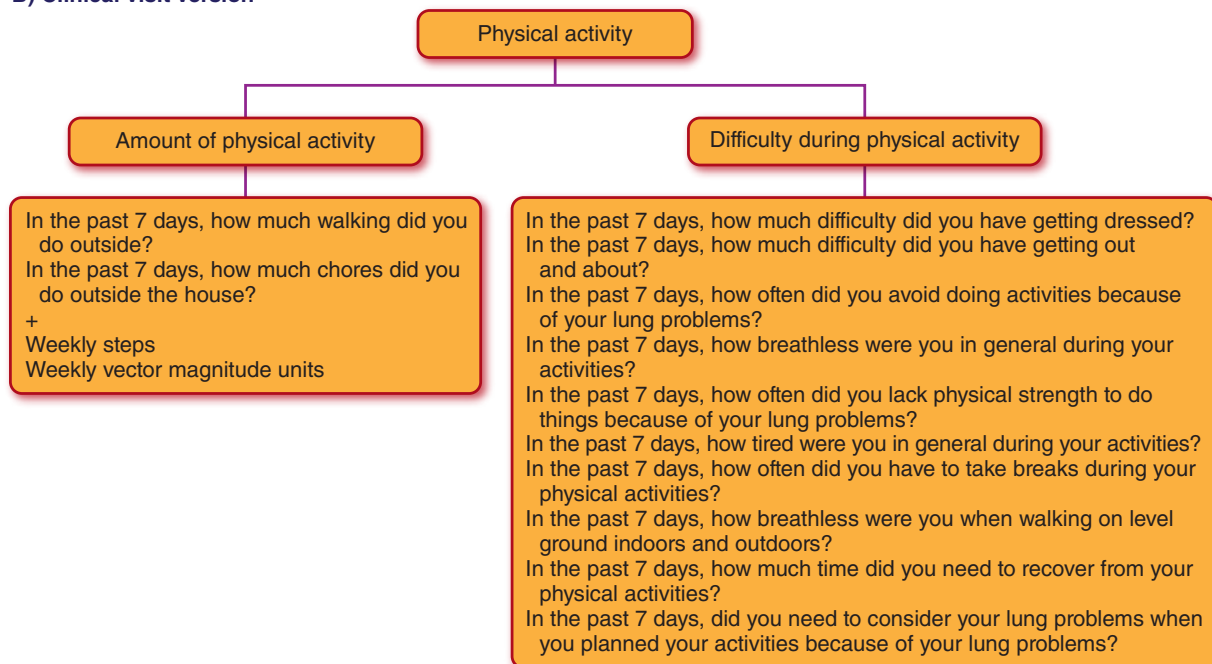 B) Clinical visit version
Physical activity
Amount of physical activity
Difficulty during physical activity
In the past 7 days, how much walking did you
do outside?
In the past 7 days, how much chores did you
do outside the house?
+
Weekly steps
Weekly vector magnitude units
In the past 7 days, how much difficulty did you have getting dressed?
In the past 7 days, how much difficulty did you have getting out
and about?
In the past 7 days, how often did you avoid doing activities because
of your lung problems?
In the past 7 days, how breathless were you in general during your
activities?
In the past 7 days, how often did you lack physical strength to do
things because of your lung problems?
In the past 7 days, how tired were you in general during your activities?
In the past 7 days, how often did you have to take breaks during your
physical activities?
In the past 7 days, how breathless were you when walking on level
ground indoors and outdoors?
In the past 7 days, how much time did you need to recover from your
physical activities?
In the past 7 days, did you need to consider your lung problems when
you planned your activities because of your lung problems?